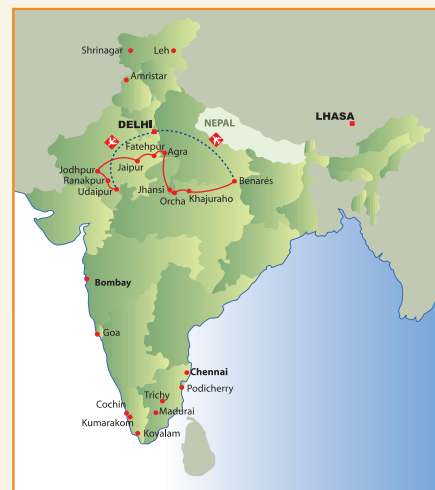 Shrinagar
Leh
Amristar
DELHI
NEPAL
LHASA
Fatehpur
Agra
Jaipur
Jodhpur
Ranakpur
Udaipur
Jhansi
Orcha
Khajuraho
Benarés
Bombay
Goa
Chennai
Podicherry
Trichy
Cochin
Madurai
Kumarakom
Kovalam